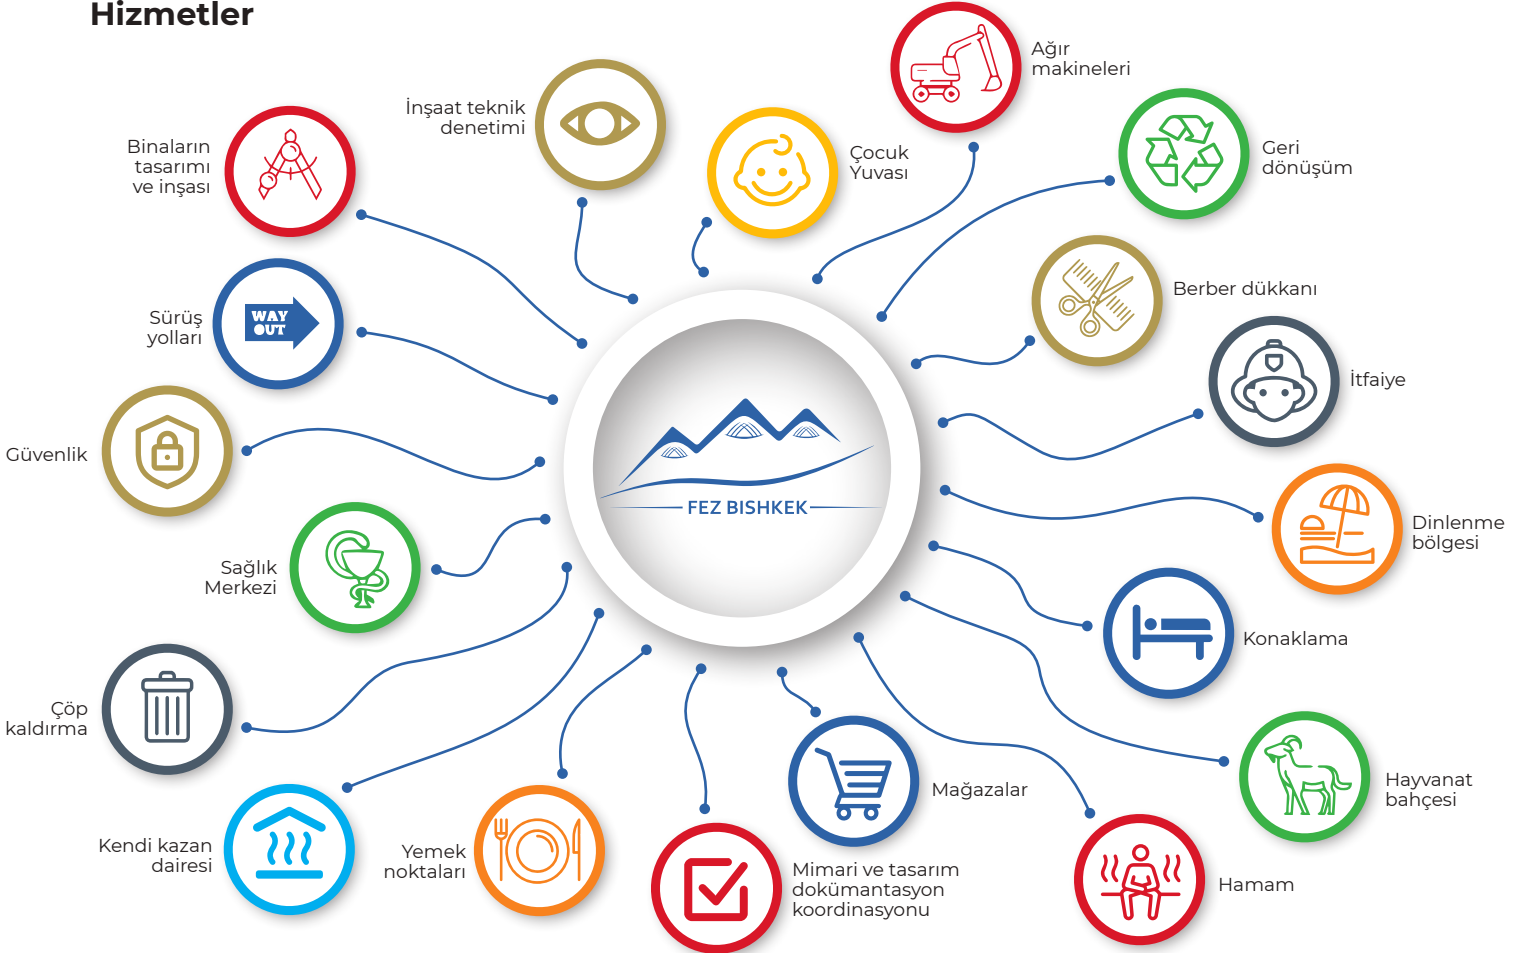 Hizmetler
Ağır
makineleri
İnşaat teknik
denetimi
Binaların
tasarımı
ve inşası
Çocuk
Yuvası
Geri
dönüşüm
Berber dükkanı
Sürüş
yolları
WAY
OUT
İtfaiye
Güvenlik
FEZ BISHKEK
Dinlenme
bölgesi
Sağlık
Merkezi
Konaklama
Çöp
kaldırma
Hayvanat
bahçesi
Mağazalar
Kendi kazan
dairesi
Yemek
noktaları
Mimari ve tasarım
dokümantasyon
koordinasyonu
Hamam